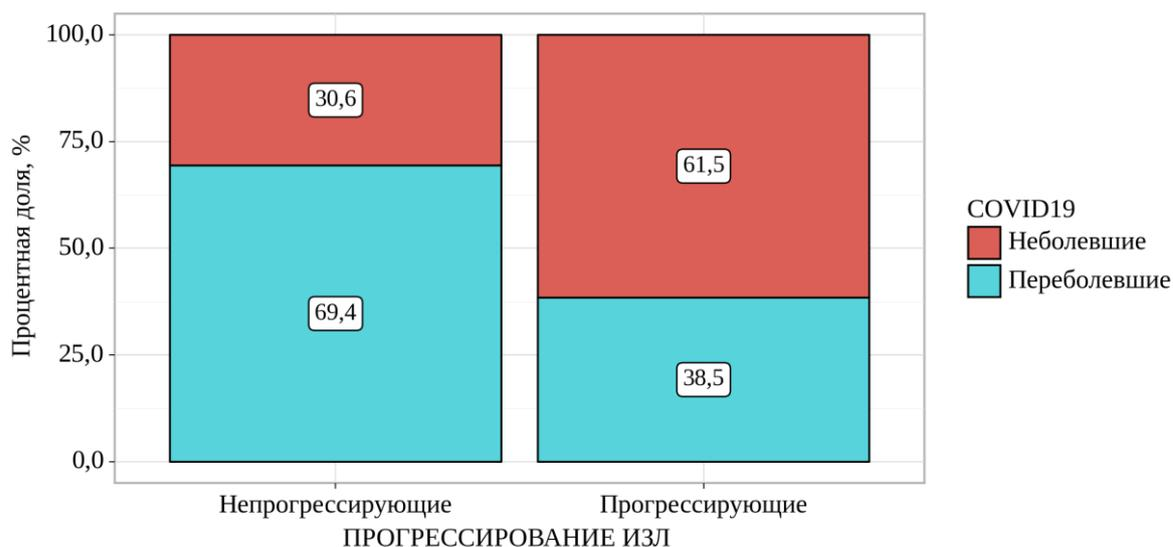 Процентная доля, %
100,0
75,0
50,0
25,0
0,0
30,6
69,4
61,5
38,5
Непрогрессирующие
Прогрессирующие
ПРОГРЕССИРОВАНИЕ ИЗЛ
COVID19
Неболевшие
Переболевшие